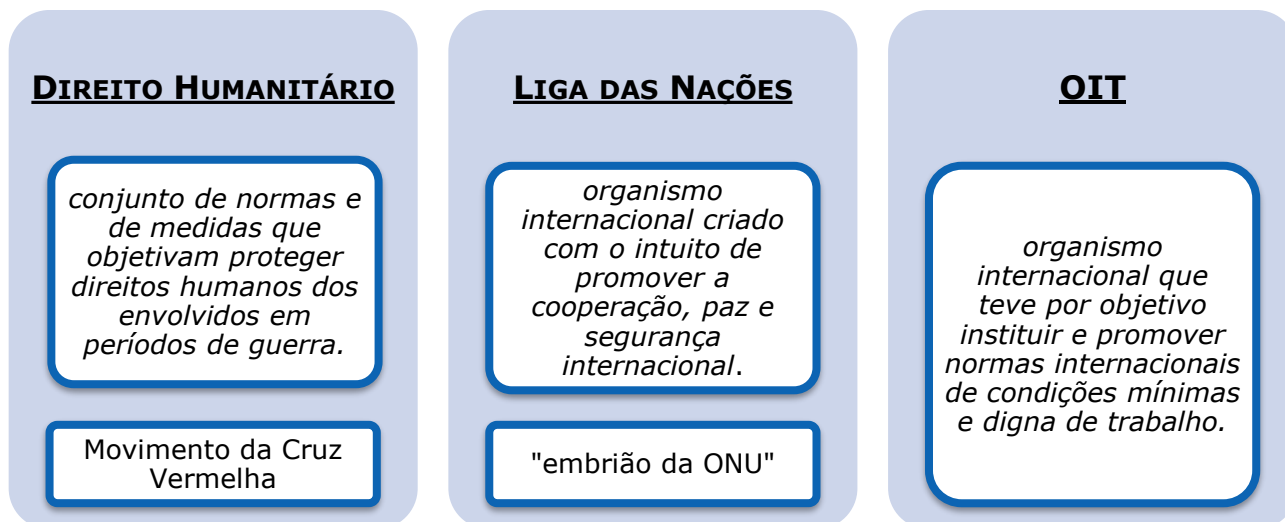 DIREITO HUMANITÁRIO
conjunto de normas e
de medidas que
objetivam proteger
direitos humanos dos
envolvidos em
períodos de guerra.
Movimento da Cruz
Vermelha
LIGA DAS NAÇÕES
organismo
internacional criado
com o intuito de
promover a
cooperação, paz e
segurança
internacional.
"embrião da ONU"
OIT
organismo
internacional que
teve por objetivo
instituir e promover
normas internacionais
de condições mínimas
e digna de trabalho.